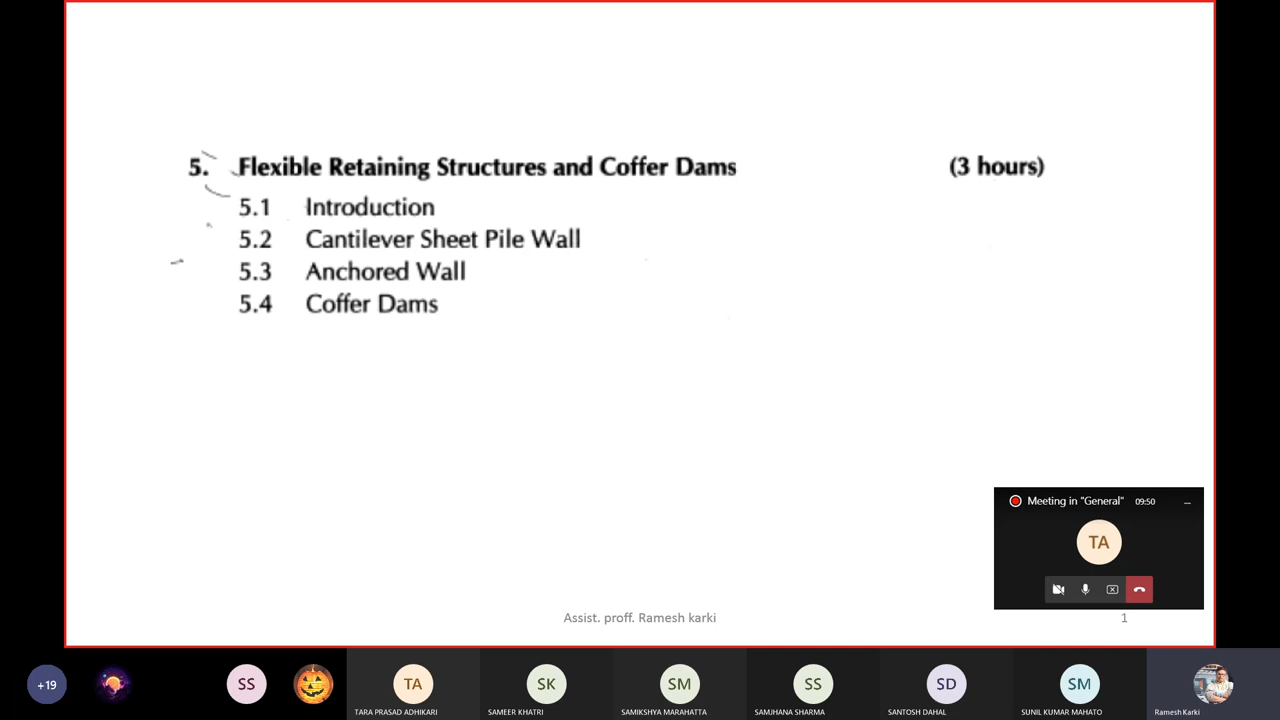 5. Flexible Retaining Structures and Coffer Dams (3 hours)
5.1 Introduction
5.2 Cantilever Sheet Pile Wall
5.3 Anchored Wall
5.4 Coffer Dams
Meeting in "General" 09:50
TA
Assist. proff. Ramesh karki 1
+19 SS TA SK SM SS SD SM
TARA PRASAD ADHIKARI SAMEER KHATRI SAMIKSHYA MARAHATTA SAMJHANA SHARMA SANTOSH DAHAL SUNIL KUMAR MAHATO Ramesh Karki